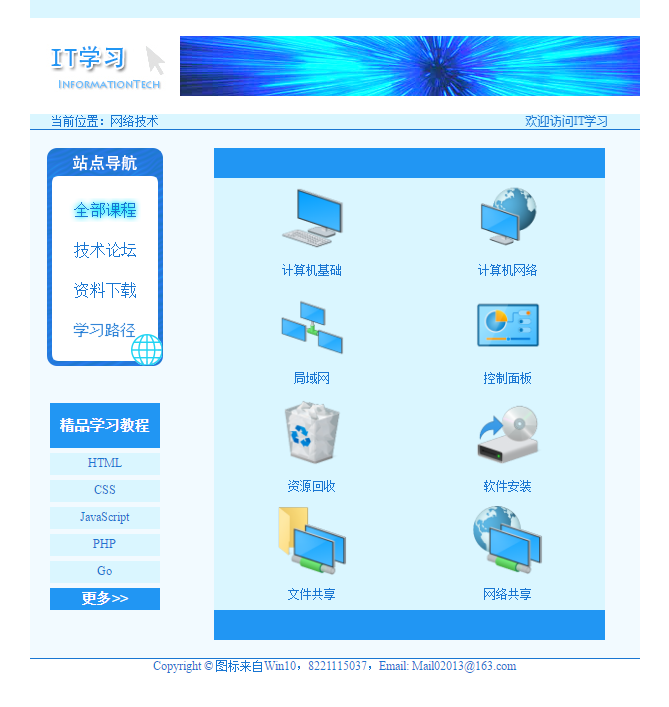 IT学习
INFORMATIONTECH
当前位置：网络技术 欢迎访问IT学习
站点导航
全部课程
技术论坛
资料下载
学习路径
精品学习教程
HTML
CSS
JavaScript
PHP
Go
更多>>
计算机基础 计算机网络
局域网 控制面板
资源回收 软件安装
文件共享 网络共享
Copyright © 图标来自Win10，8221115037，Email: Mail02013@163.com